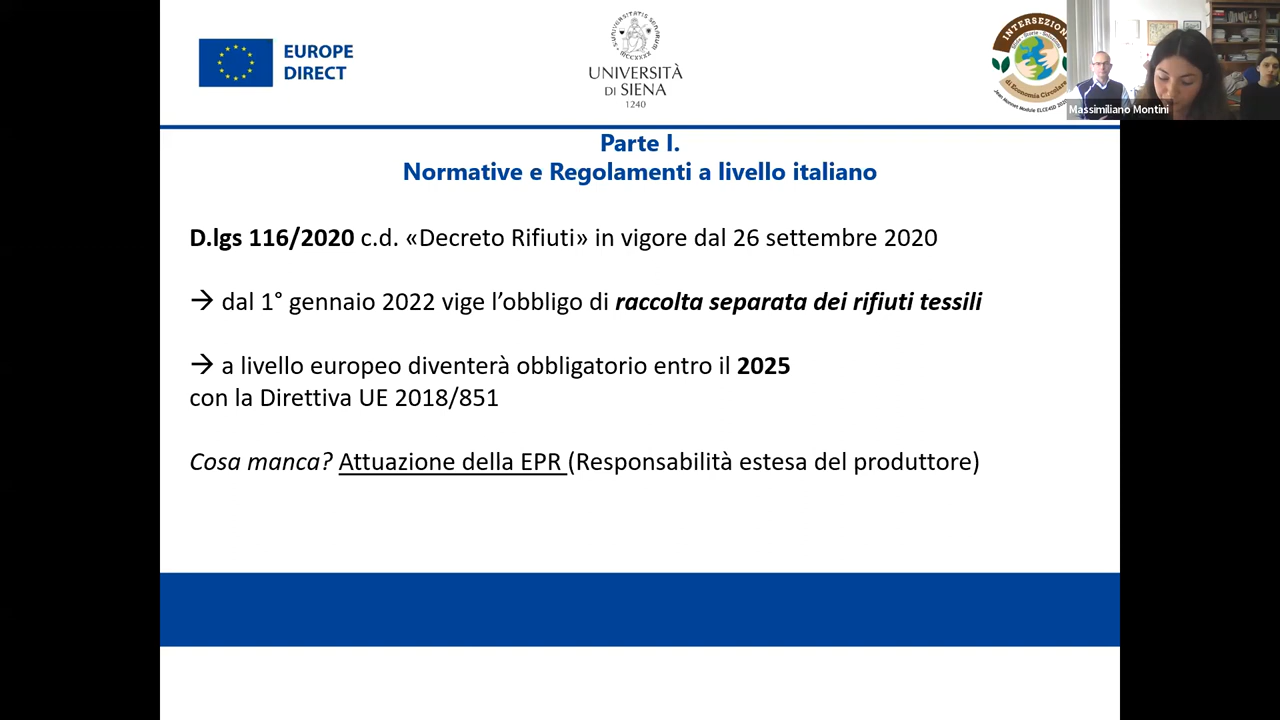 EUROPE
DIRECT
UNIVERSITÀ
DI SIENA
1240
INTERSEZIONI
di Economia Circolare
Massimiliano Montini
Parte I.
Normative e Regolamenti a livello italiano
D.lgs 116/2020 c.d. «Decreto Rifiuti» in vigore dal 26 settembre 2020
→ dal 1° gennaio 2022 vige l’obbligo di raccolta separata dei rifiuti tessili
→ a livello europeo diventerà obbligatorio entro il 2025
con la Direttiva UE 2018/851
Cosa manca? Attuazione della EPR (Responsabilità estesa del produttore)